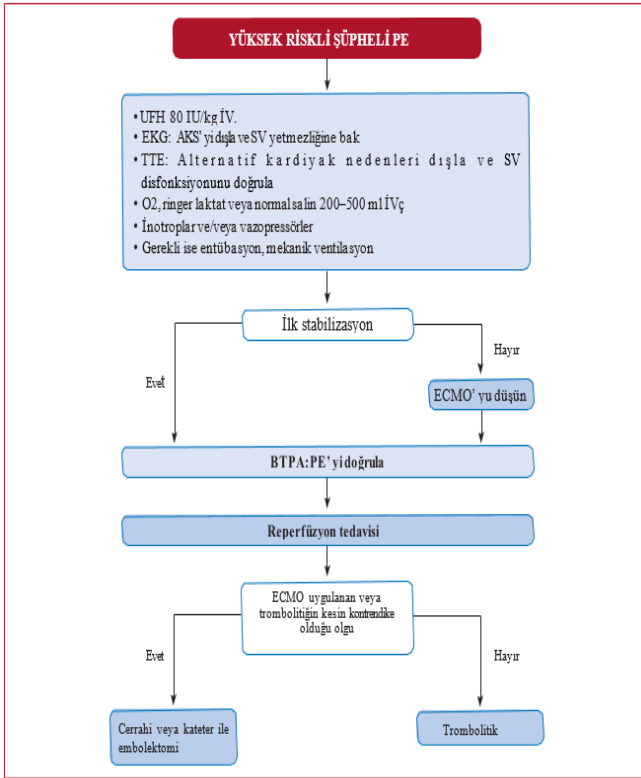 YÜKSEK RİSKLİ ŞÜPHELİ PE
• UFH 80 IU/kg İV.
• EKG: AKS' yi dışla ve SV yetmezliğine bak
• TTE: Alternatif kardiyak nedenleri dışla ve SV
disfonksiyonunu doğrula
• O2, ringer laktat veya normal salin 200–500 ml İVç
• İnotroplar ve/veya vazopressörler
• Gerekli ise entübasyon, mekanik ventilasyon
İlk stabilizasyon
Evet
Hayır
ECMO' yu düşün
BTPA: PE' yi doğrula
Reperfüzyon tedavisi
ECMO uygulanan veya
trombolitiğin kesin kontrendike
olduğu olgu
Evet
Hayır
Cerrahi veya kateter ile
embolektomi
Trombolitik